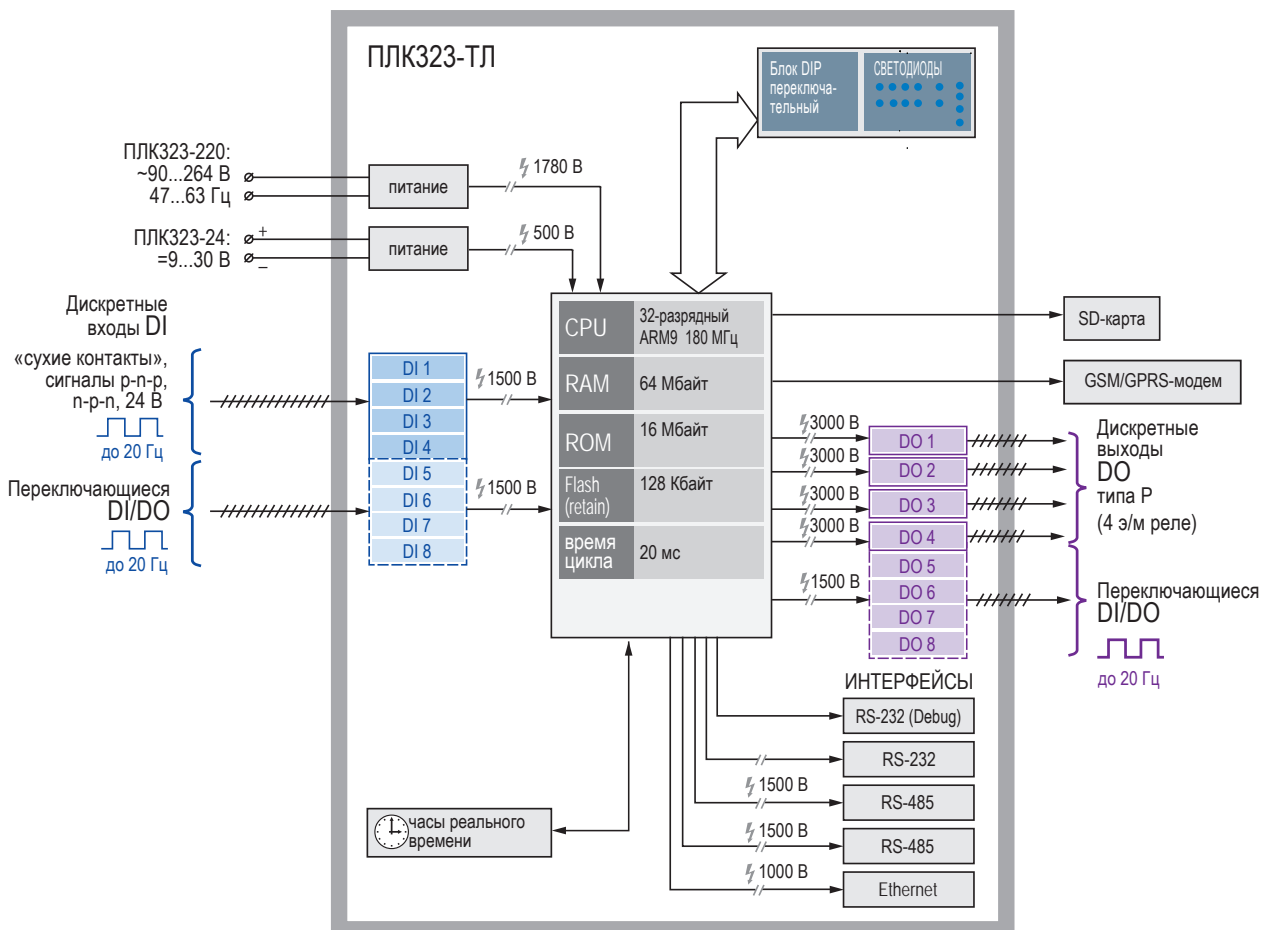 ПЛК323-ТЛ
Блок DIP
переключа-
тельный
СВЕТОДИОДЫ
ПЛК323-220:
~90...264 В
47...63 Гц
питание
1780 В
ПЛК323-24:
=9...30 В
+
_
питание
500 В
Дискретные
входы DI
«сухие контакты»,
сигналы p-n-p,
n-p-n, 24 В
до 20 Гц
Переключающиеся
DI/DO
до 20 Гц
DI 1
DI 2
DI 3
DI 4
DI 5
DI 6
DI 7
DI 8
1500 В
1500 В
CPU
32-разрядный
ARM9 180 МГц
RAM
64 Мбайт
ROM
16 Мбайт
Flash
(retain)
128 Кбайт
время
цикла
20 мс
SD-карта
GSM/GPRS-модем
3000 В
3000 В
3000 В
3000 В
1500 В
DO 1
DO 2
DO 3
DO 4
DO 5
DO 6
DO 7
DO 8
Дискретные
выходы
DO
типа Р
(4 э/м реле)
Переключающиеся
DI/DO
до 20 Гц
ИНТЕРФЕЙСЫ
RS-232 (Debug)
RS-232
1500 В
RS-485
1500 В
RS-485
1000 В
Ethernet
часы реального
времени